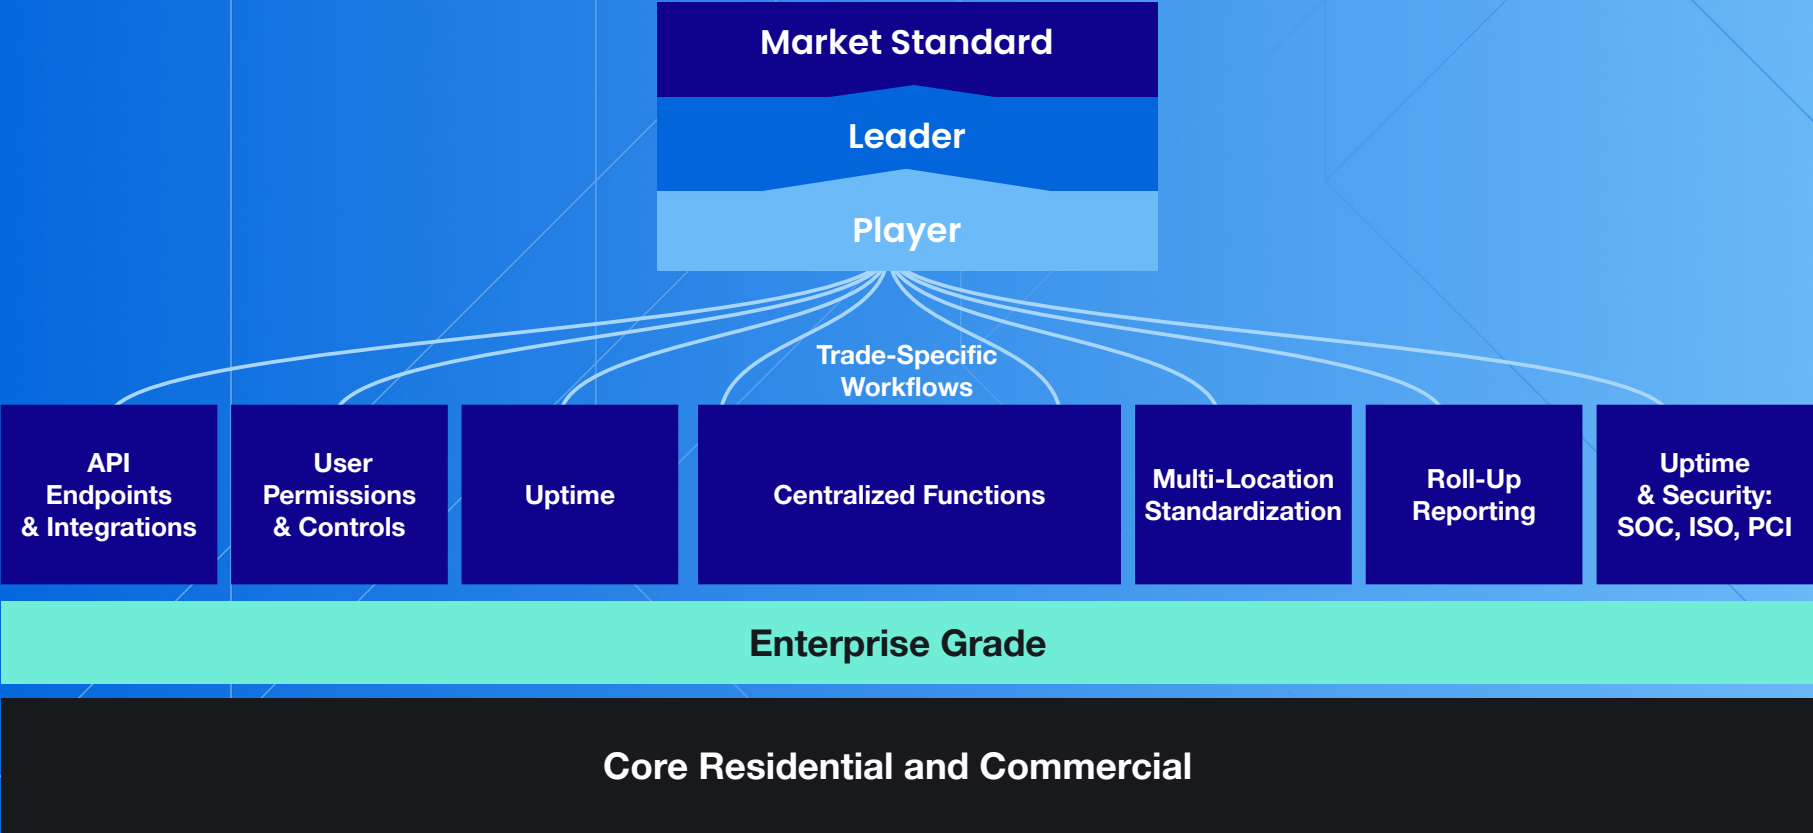 Market Standard
Leader
Player
Trade-Specific
Workflows
API
Endpoints
& Integrations
User
Permissions
& Controls
Uptime
Centralized Functions
Multi-Location
Standardization
Roll-Up
Reporting
Uptime
& Security:
SOC, ISO, PCI
Enterprise Grade
Core Residential and Commercial